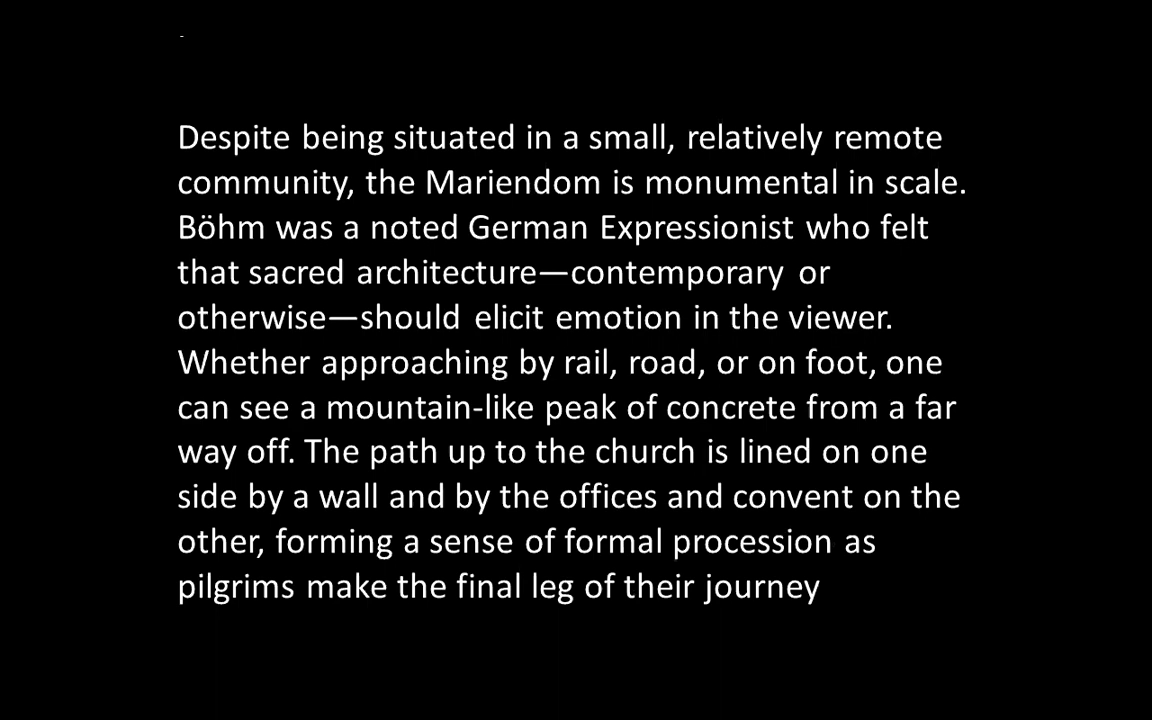 Despite being situated in a small, relatively remote
community, the Mariendom is monumental in scale.
Böhm was a noted German Expressionist who felt
that sacred architecture—contemporary or
otherwise—should elicit emotion in the viewer.
Whether approaching by rail, road, or on foot, one
can see a mountain-like peak of concrete from a far
way off. The path up to the church is lined on one
side by a wall and by the offices and convent on the
other, forming a sense of formal procession as
pilgrims make the final leg of their journey